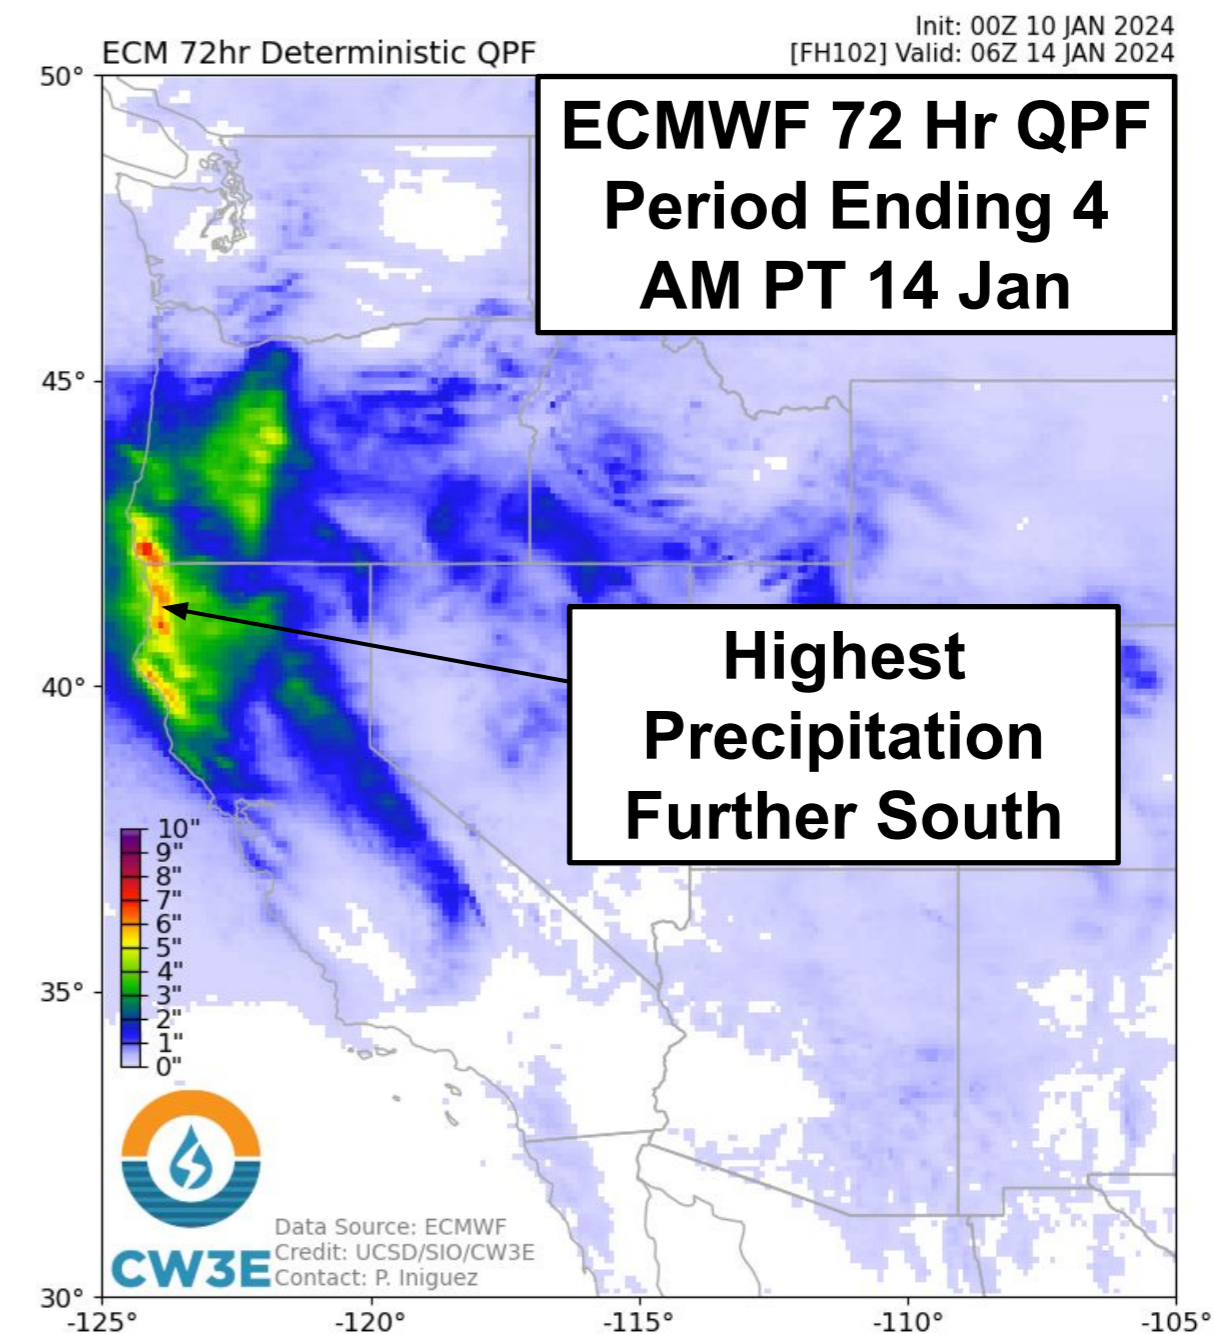 Init: 00Z 10 JAN 2024
ECM 72hr Deterministic QPF
[FH102] Valid: 06Z 14 JAN 2024
50°
ECMWF 72 Hr QPF
Period Ending 4
AM PT 14 Jan
45°
Highest
Precipitation
Further South
40°
10"
9"
8"
7"
6"
5"
4"
3"
2"
1"
0"
35°
Data Source: ECMWF
Credit: UCSD/SIO/CW3E
Contact: P. Iniguez
CW3E
30°
-125°
-120°
-115°
-110°
-105°